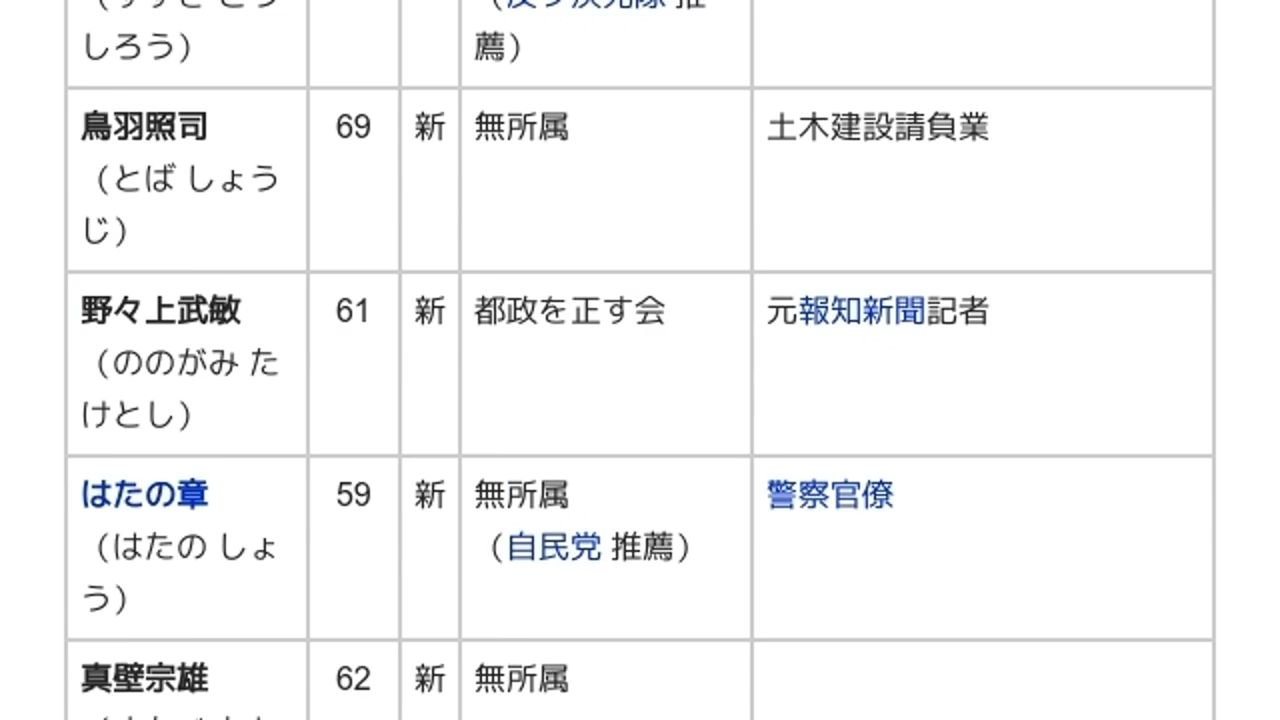 しろう）
薦）
鳥羽照司 69 新 無所属 土木建設請負業
（とば しょう
じ）
野々上武敏 61 新 都政を正す会 元報知新聞記者
（ののがみ た
けとし）
はたの章 59 新 無所属 警察官僚
（はたの しょ （自民党 推薦）
う）
真壁宗雄 62 新 無所属